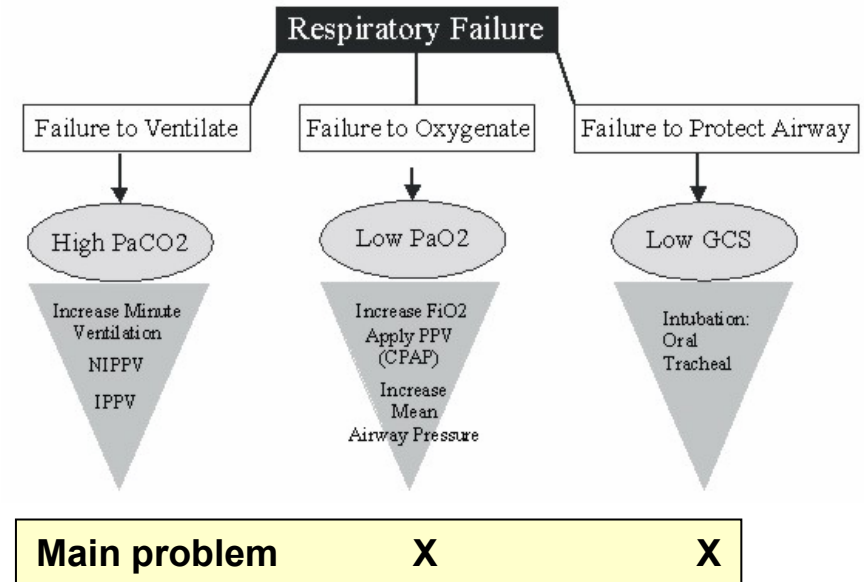 Respiratory Failure
Failure to Ventilate
Failure to Oxygenate
Failure to Protect Airway
High PaCO2
Low PaO2
Low GCS
Increase Minute
Ventilation
NIPPV
IPPV
Increase FiO2
Apply PPV
(CPAP)
Increase
Mean
Airway Pressure
Intubation:
Oral
Tracheal
Main problem X X